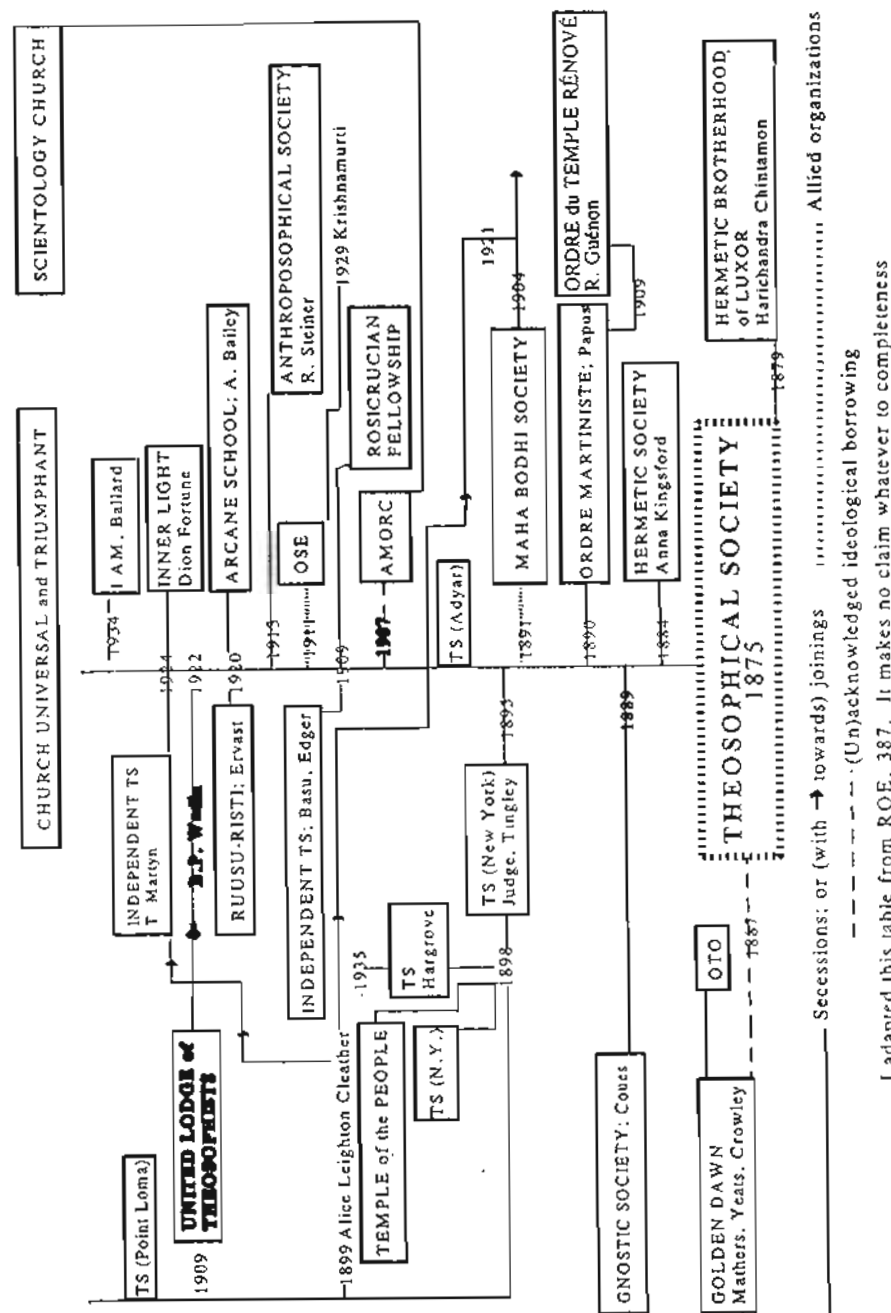 CHURCH UNIVERSAL and TRIUMPHANT
SCIENTOLOGY CHURCH
1934
I AM, Ballard
INDEPENDENT TS
T Martyn
INNER LIGHT
Dion Fortune
1924
TS (Point Loma)
1909
UNITED LODGE of
THEOSOPHISTS
B.P. Wadia
1922
RUUSU-RISTI; Ervast
1920
ARCANE SCHOOL; A. Bailey
1913
ANTHROPOSOPHICAL SOCIETY
R. Steiner
1911
OSE
1929 Krishnamurti
INDEPENDENT TS; Basu, Edger
1909
ROSICRUCIAN
FELLOWSHIP
1899 Alice Leighton Cleather
1907
AMORC
TEMPLE of the PEOPLE
TS
Hargrove
1935
TS (N.Y.)
1898
TS (New York)
Judge, Tingley
1895
TS (Adyar)
1921
1891
MAHA BODHI SOCIETY
1904
1890
ORDRE MARTINISTE; Papus
1909
ORDRE du TEMPLE RÉNOVÉ
R. Guénon
GNOSTIC SOCIETY; Coues
1889
1884
HERMETIC SOCIETY
Anna Kingsford
GOLDEN DAWN
Mathers, Yeats, Crowley
OTO
1887
THEOSOPHICAL SOCIETY
1875
1879
HERMETIC BROTHERHOOD,
of LUXOR
Harichandra Chintamon
Secessions; or (with → towards) joinings
Allied organizations
(Un)acknowledged ideological borrowing
I adapted this table from ROE, 387. It makes no claim whatever to completeness